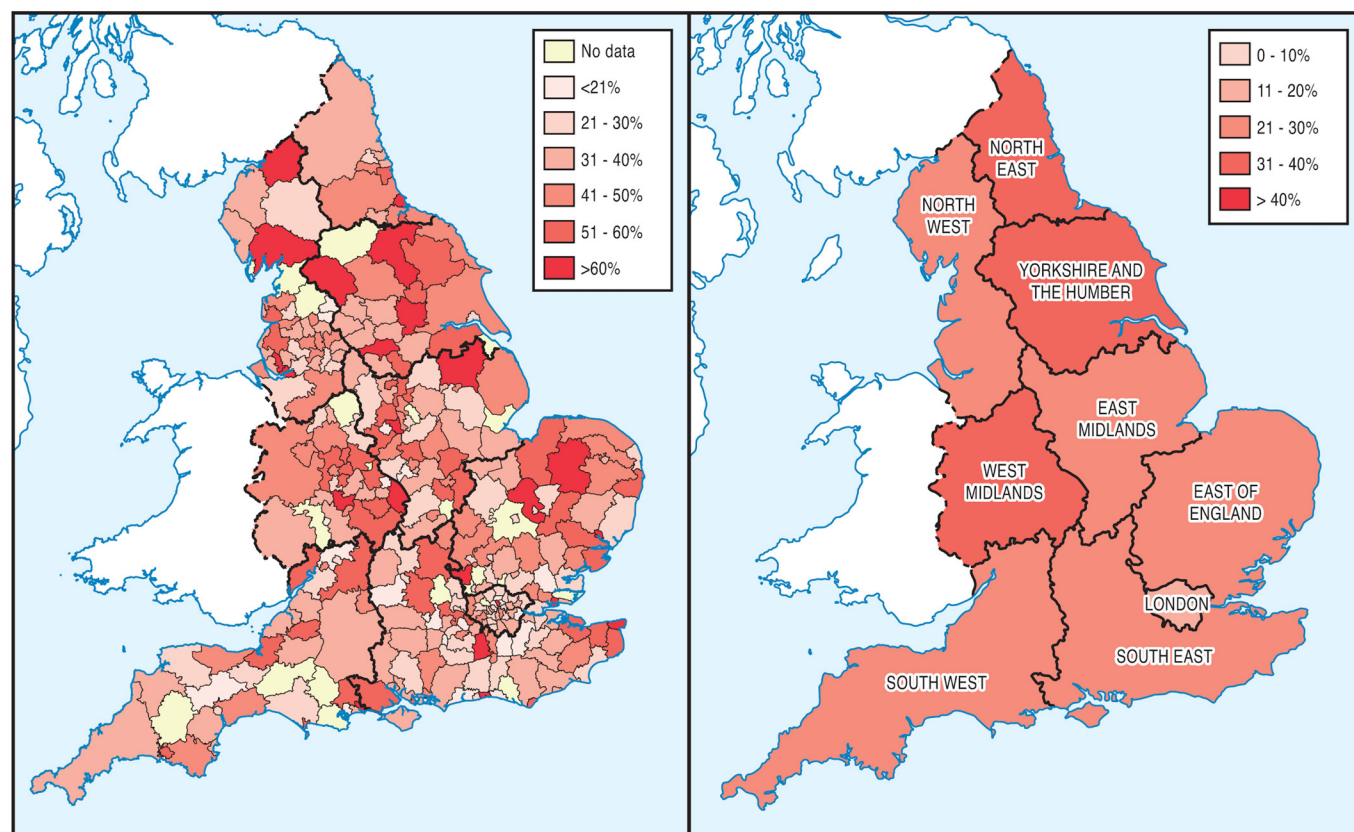 No data
<21%
21 - 30%
31 - 40%
41 - 50%
51 - 60%
>60%
0 - 10%
11 - 20%
21 - 30%
31 - 40%
> 40%
NORTH
EAST
NORTH
WEST
YORKSHIRE AND
THE HUMBER
EAST
MIDLANDS
WEST
MIDLANDS
EAST OF
ENGLAND
LONDON
SOUTH EAST
SOUTH WEST